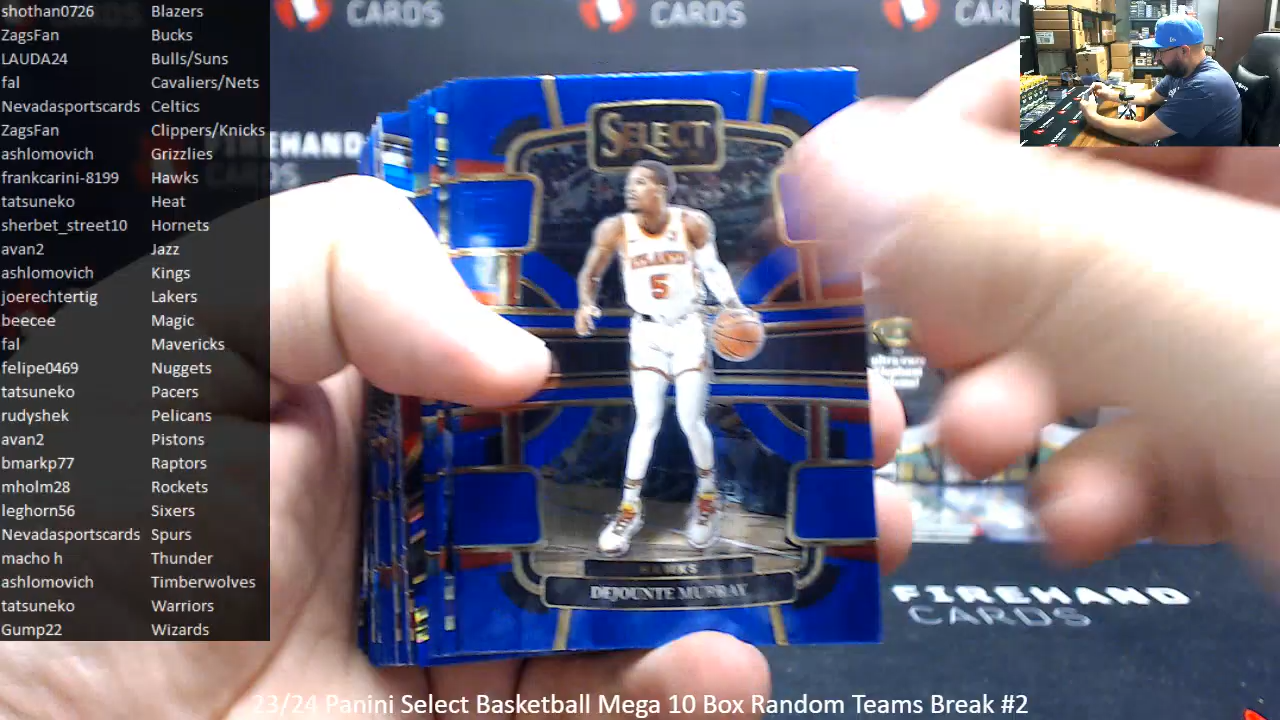 shothan0726 Blazers
ZagsFan Bucks
LAUDA24 Bulls/Suns
fal Cavaliers/Nets
Nevadasportscards Celtics
ZagsFan Clippers/Knicks
ashlomovich Grizzlies
frankcarini-8199 Hawks
tatsuneko Heat
sherbet_street10 Hornets
avan2 Jazz
ashlomovich Kings
joerechtertig Lakers
beecee Magic
fal Mavericks
felipe0469 Nuggets
tatsuneko Pacers
rudyshek Pelicans
avan2 Pistons
bmarkp77 Raptors
mholm28 Rockets
leghorn56 Sixers
Nevadasportscards Spurs
macho h Thunder
ashlomovich Timberwolves
tatsuneko Warriors
Gump22 Wizards
CARDS
CARDS
CARDS
FIREHAND
CARDS
SELECT
HAWKS
5
HAWKS
DEJOUNTE MURRAY
FIREHAND
CARDS
23/24 Panini Select Basketball Mega 10 Box Random Teams Break #2